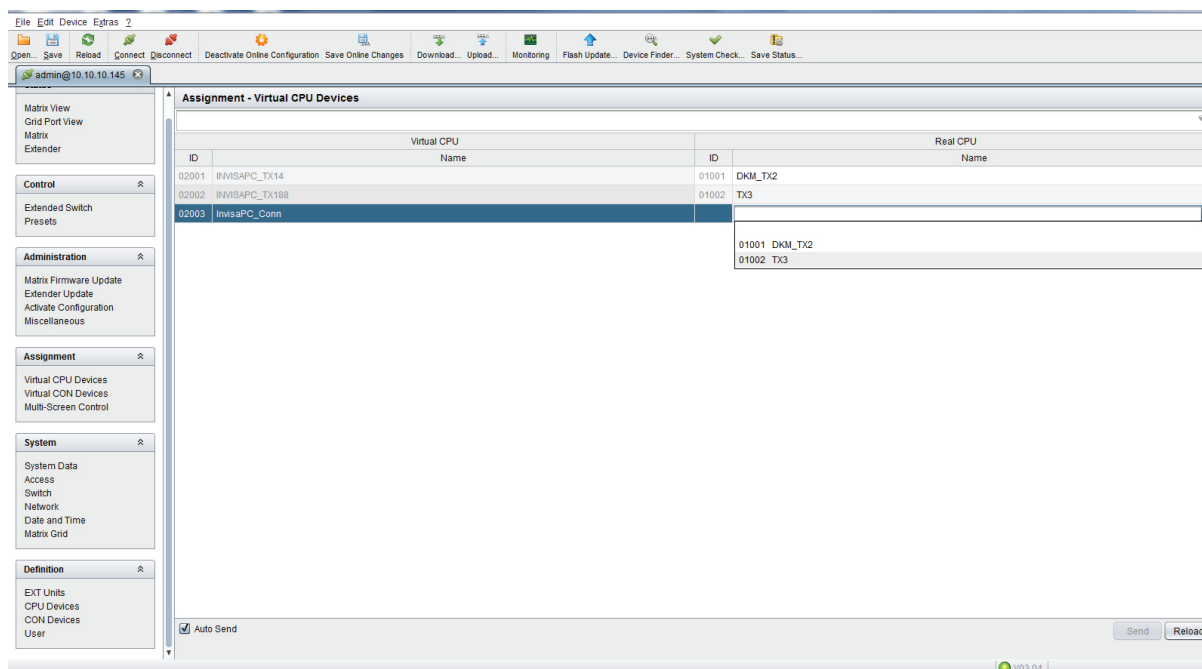 File Edit Device Extras ?
Open... Save Reload Connect Disconnect Deactivate Online Configuration Save Online Changes Download... Upload... Monitoring Flash Update... Device Finder... System Check... Save Status...
admin@10.10.10.145
Status
Matrix View
Grid Port View
Matrix
Extender
Control
Extended Switch
Presets
Administration
Matrix Firmware Update
Extender Update
Activate Configuration
Miscellaneous
Assignment
Virtual CPU Devices
Virtual CON Devices
Multi-Screen Control
System
System Data
Access
Switch
Network
Date and Time
Matrix Grid
Definition
EXT Units
CPU Devices
CON Devices
User
Assignment - Virtual CPU Devices
Virtual CPU Real CPU
ID Name ID Name
02001 INVISAPC_TX14 01001 DKM_TX2
02002 INVISAPC_TX188 01002 TX3
02003 InvisaPC_Conn
01001 DKM_TX2
01002 TX3
Auto Send Send Reload
V03.04